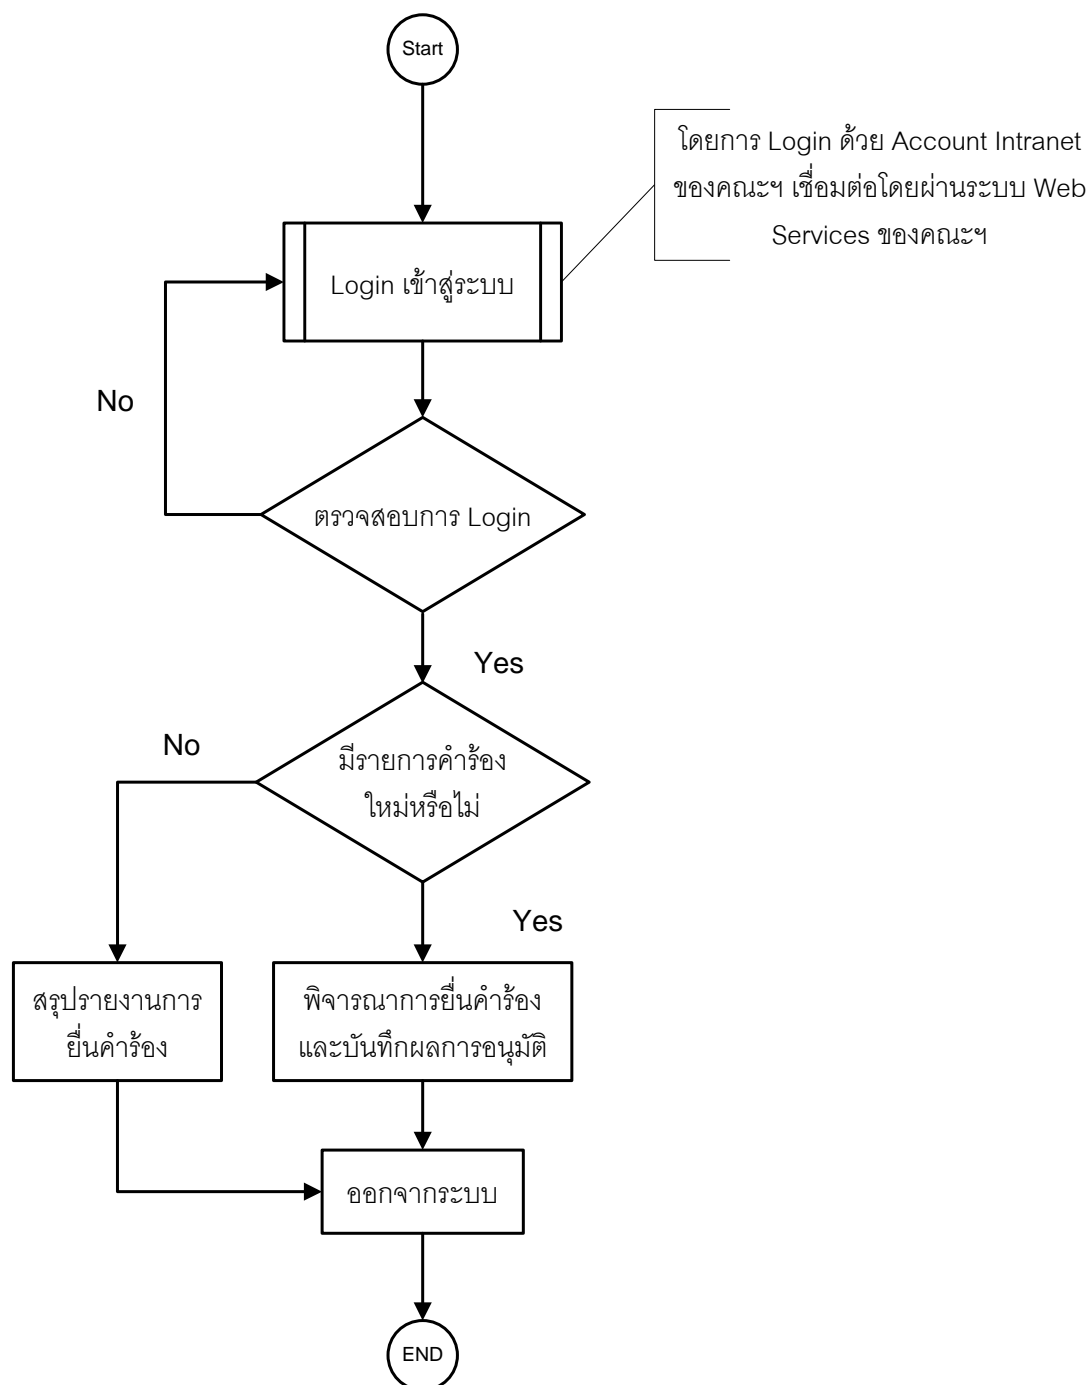 Start
โดยการ Login ด้วย Account Intranet
ของคณะฯ เชื่อมต่อโดยผ่านระบบ Web
Services ของคณะฯ
Login เข้าสู่ระบบ
No
ตรวจสอบการ Login
Yes
No
มีรายการคำร้อง
ใหม่หรือไม่
Yes
สรุปรายงานการ
ยื่นคำร้อง
พิจารณาการยื่นคำร้อง
และบันทึกผลการอนุมัติ
ออกจากระบบ
END